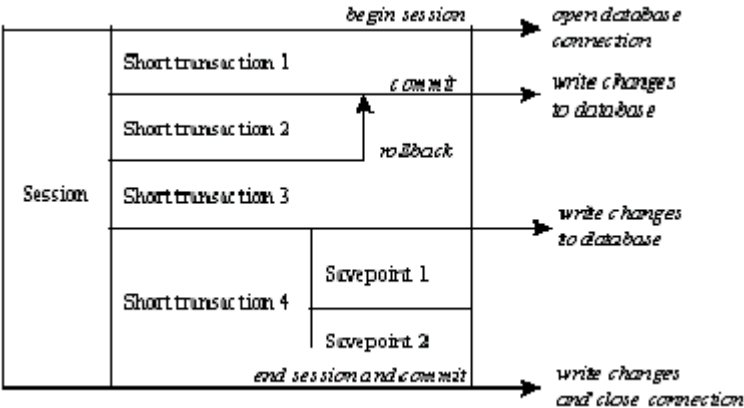 begin session
open database
connection
Short transaction 1
commit
write changes
to database
Short transaction 2
rollback
Session
Short transaction 3
write changes
to database
Savepoint 1
Short transaction 4
Savepoint 2
end session and commit
write changes
and close connection